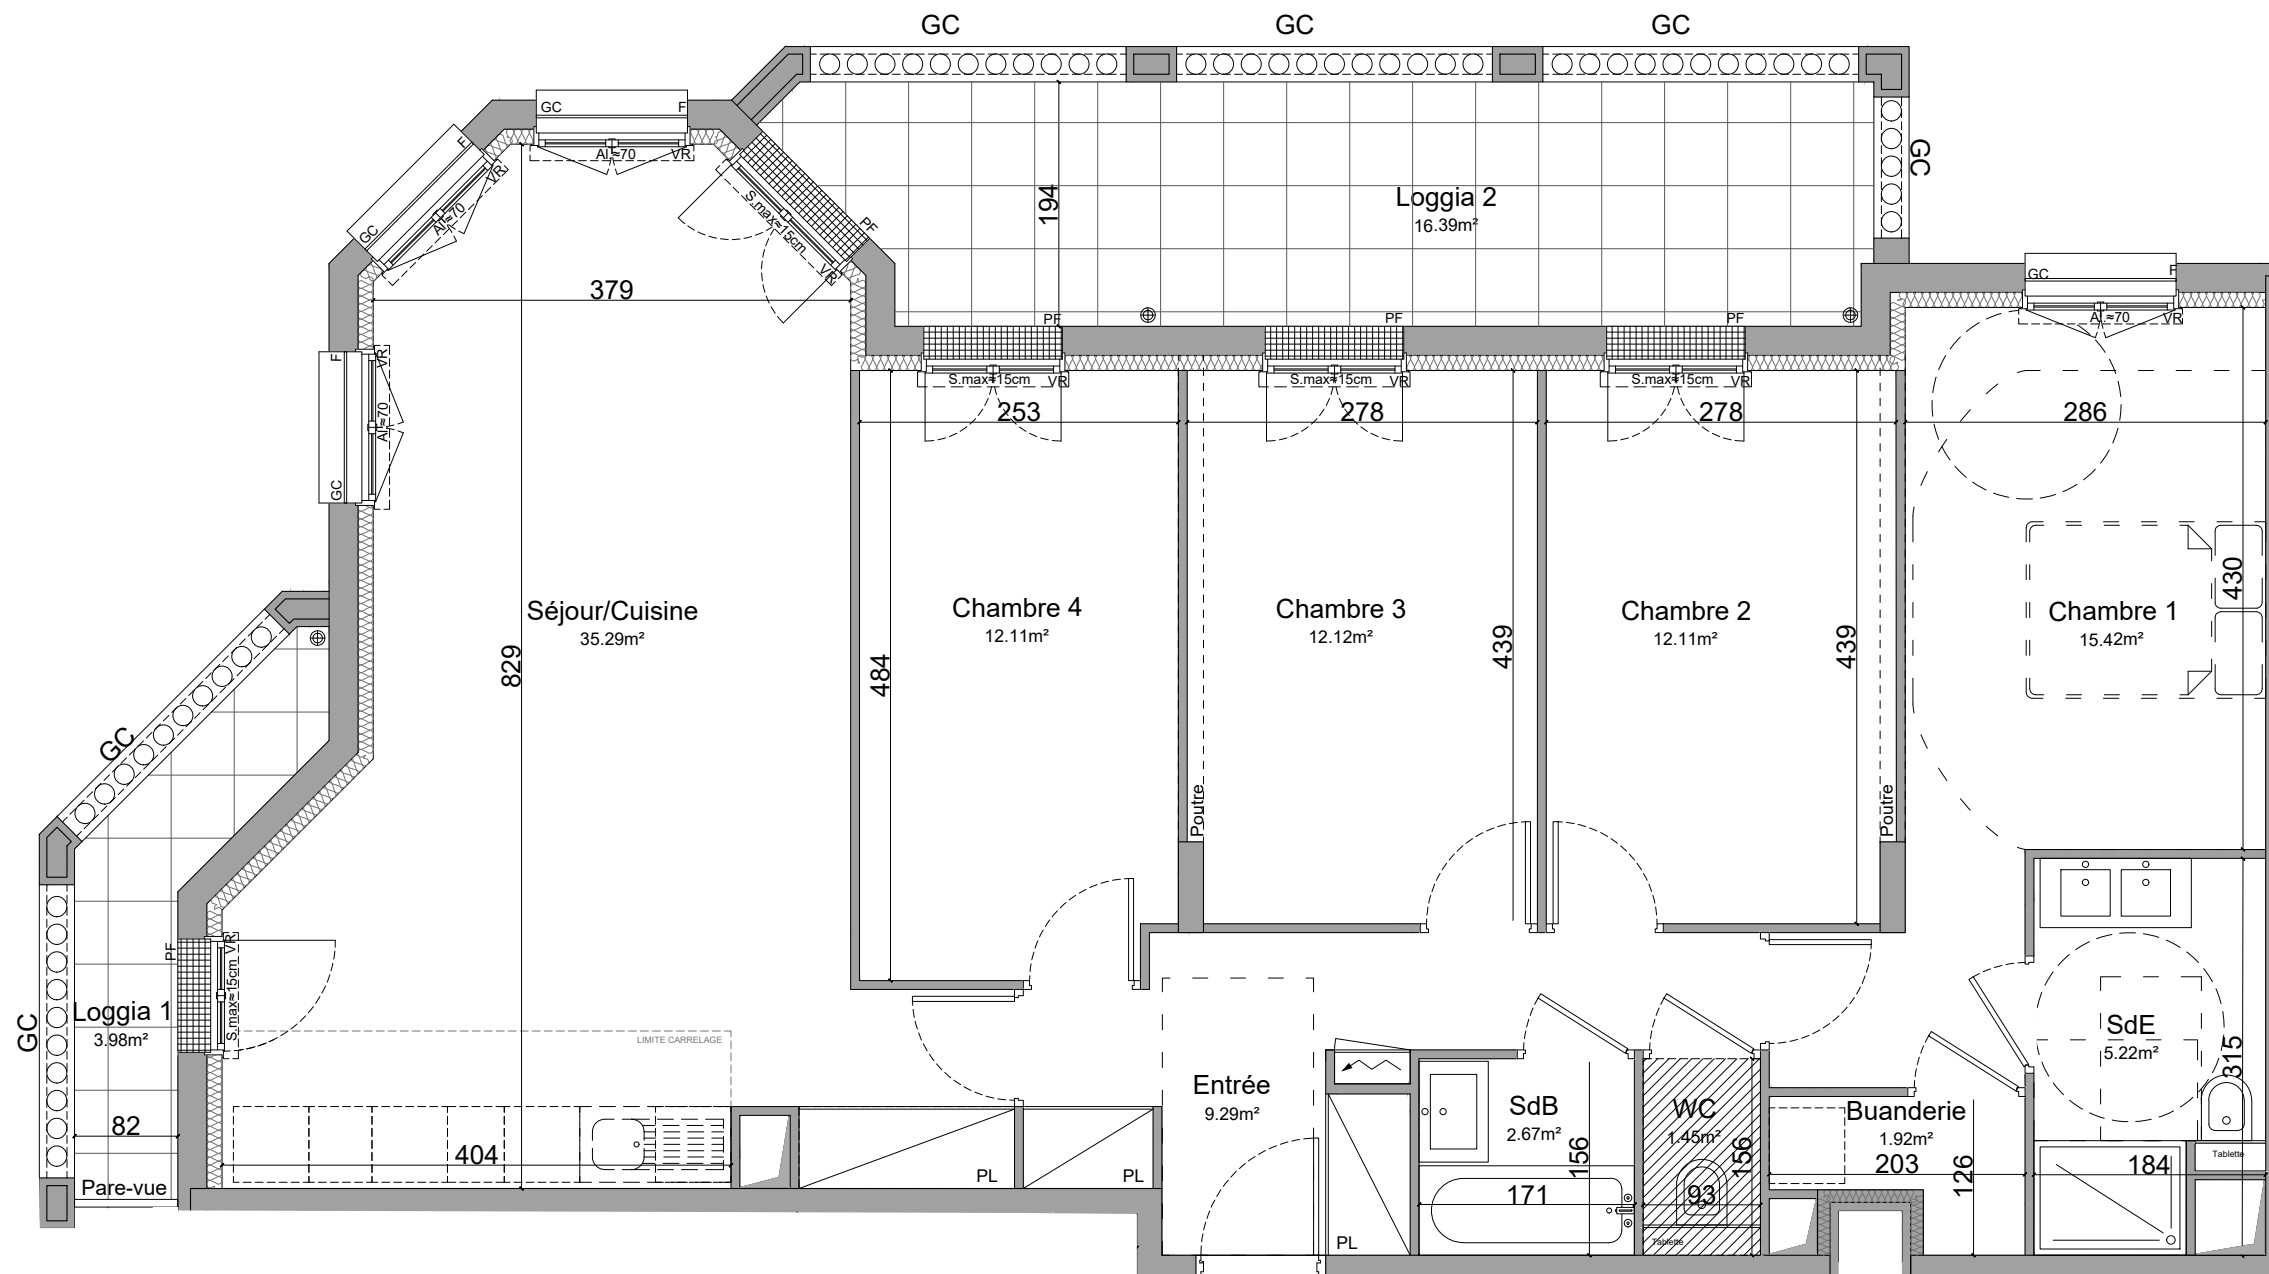 GC
GC
GC
GC
F
Al.≈70
VR
GC
F
VR
Al.≈70
S.max≈15cm
VR
PF
194
Loggia 2
16.39m²
GC
379
PF
PF
PF
GC
F
Al.≈70
VR
F
VR
Al.≈70
GC
S.max≈15cm
VR
S.max≈15cm
VR
S.max≈15cm
VR
253
278
278
286
Séjour/Cuisine
35.29m²
Chambre 4
12.11m²
Chambre 3
12.12m²
Chambre 2
12.11m²
Chambre 1
15.42m²
430
829
484
439
439
GC
Poutre
Poutre
PF
VR
S.max≈15cm
Loggia 1
3.98m²
GC
LIMITE CARRELAGE
SdE
5.22m²
315
Entrée
9.29m²
SdB
2.67m²
WC
1.45m²
Buanderie
1.92m²
82
404
PL
PL
156
156
203
126
184
Tablette
Pare-vue
171
93
PL
Tablette